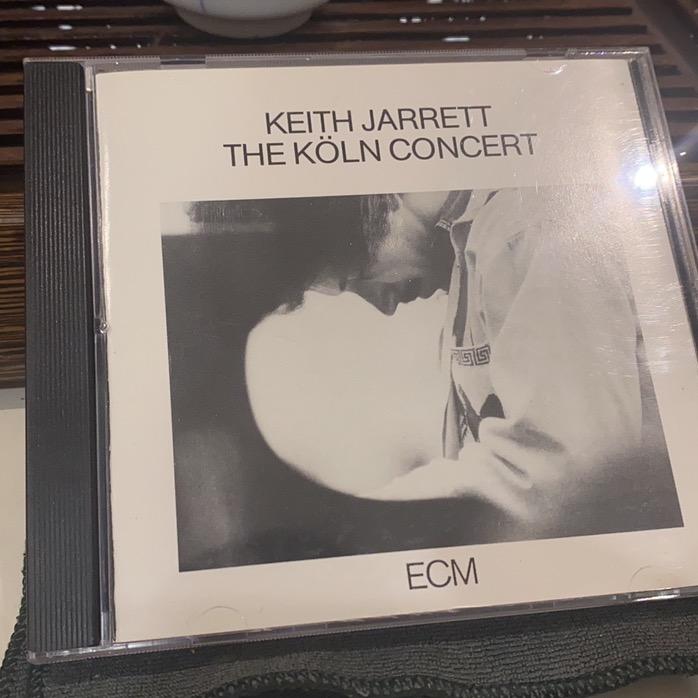 KEITH JARRETT
THE KÖLN CONCERT
ECM